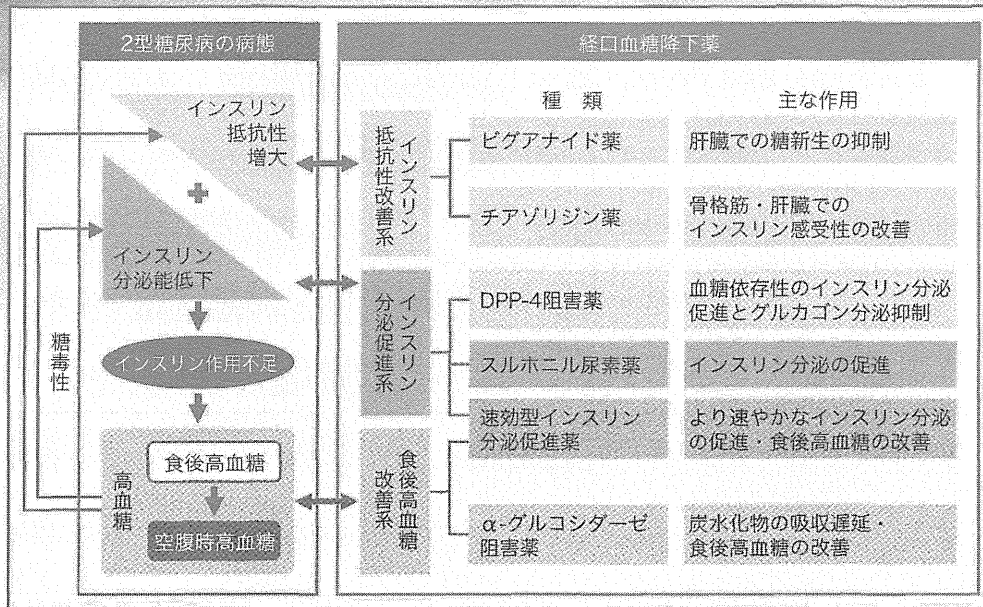 2型糖尿病の病態
インスリン
抵抗性
増大
インスリン
分泌能低下
インスリン作用不足
糖毒性
高血糖
食後高血糖
空腹時高血糖
経口血糖降下薬
種 類
主な作用
インスリン
抵抗性改善系
ビグアナイド薬
肝臓での糖新生の抑制
チアゾリジン薬
骨格筋・肝臓での
インスリン感受性の改善
インスリン
分泌促進系
DPP-4阻害薬
血糖依存性のインスリン分泌
促進とグルカゴン分泌抑制
スルホニル尿素薬
インスリン分泌の促進
速効型インスリン
分泌促進薬
より速やかなインスリン分泌
の促進・食後高血糖の改善
食後高血糖
改善系
α-グルコシダーゼ
阻害薬
炭水化物の吸収遅延・
食後高血糖の改善